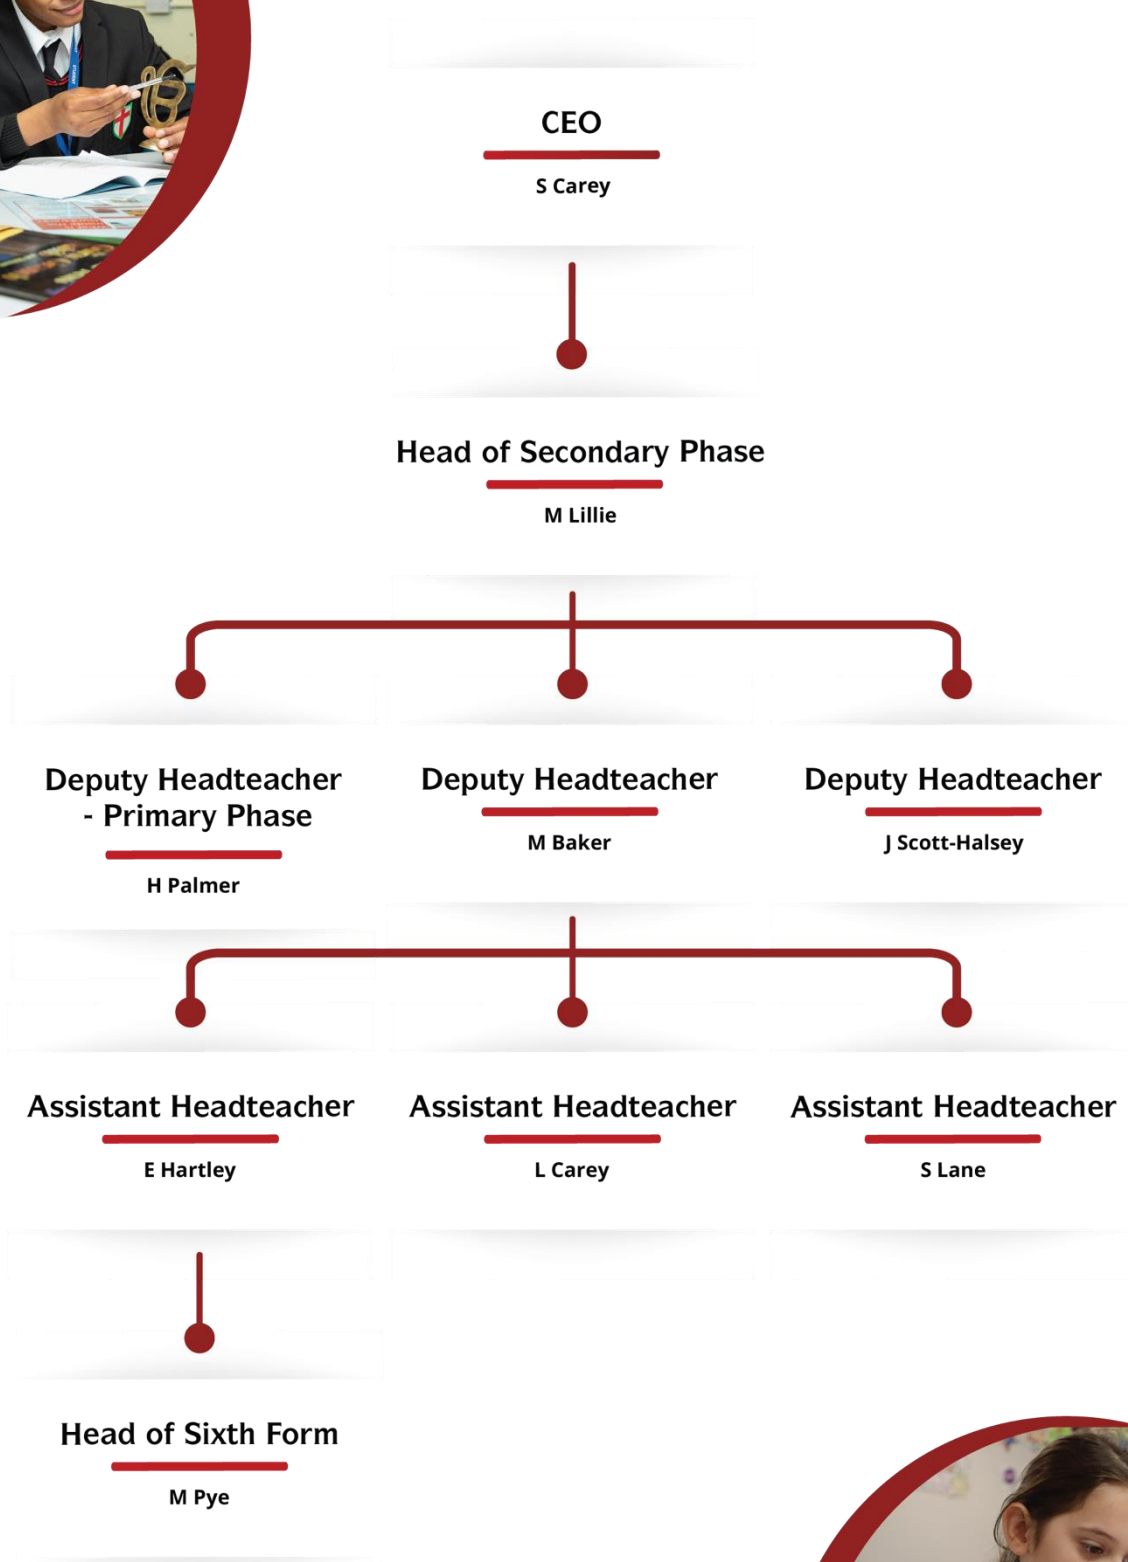 CEO
S Carey
Head of Secondary Phase
M Lillie
Deputy Headteacher
- Primary Phase
H Palmer
Deputy Headteacher
M Baker
Deputy Headteacher
J Scott-Halsey
Assistant Headteacher
E Hartley
Assistant Headteacher
L Carey
Assistant Headteacher
S Lane
Head of Sixth Form
M Pye